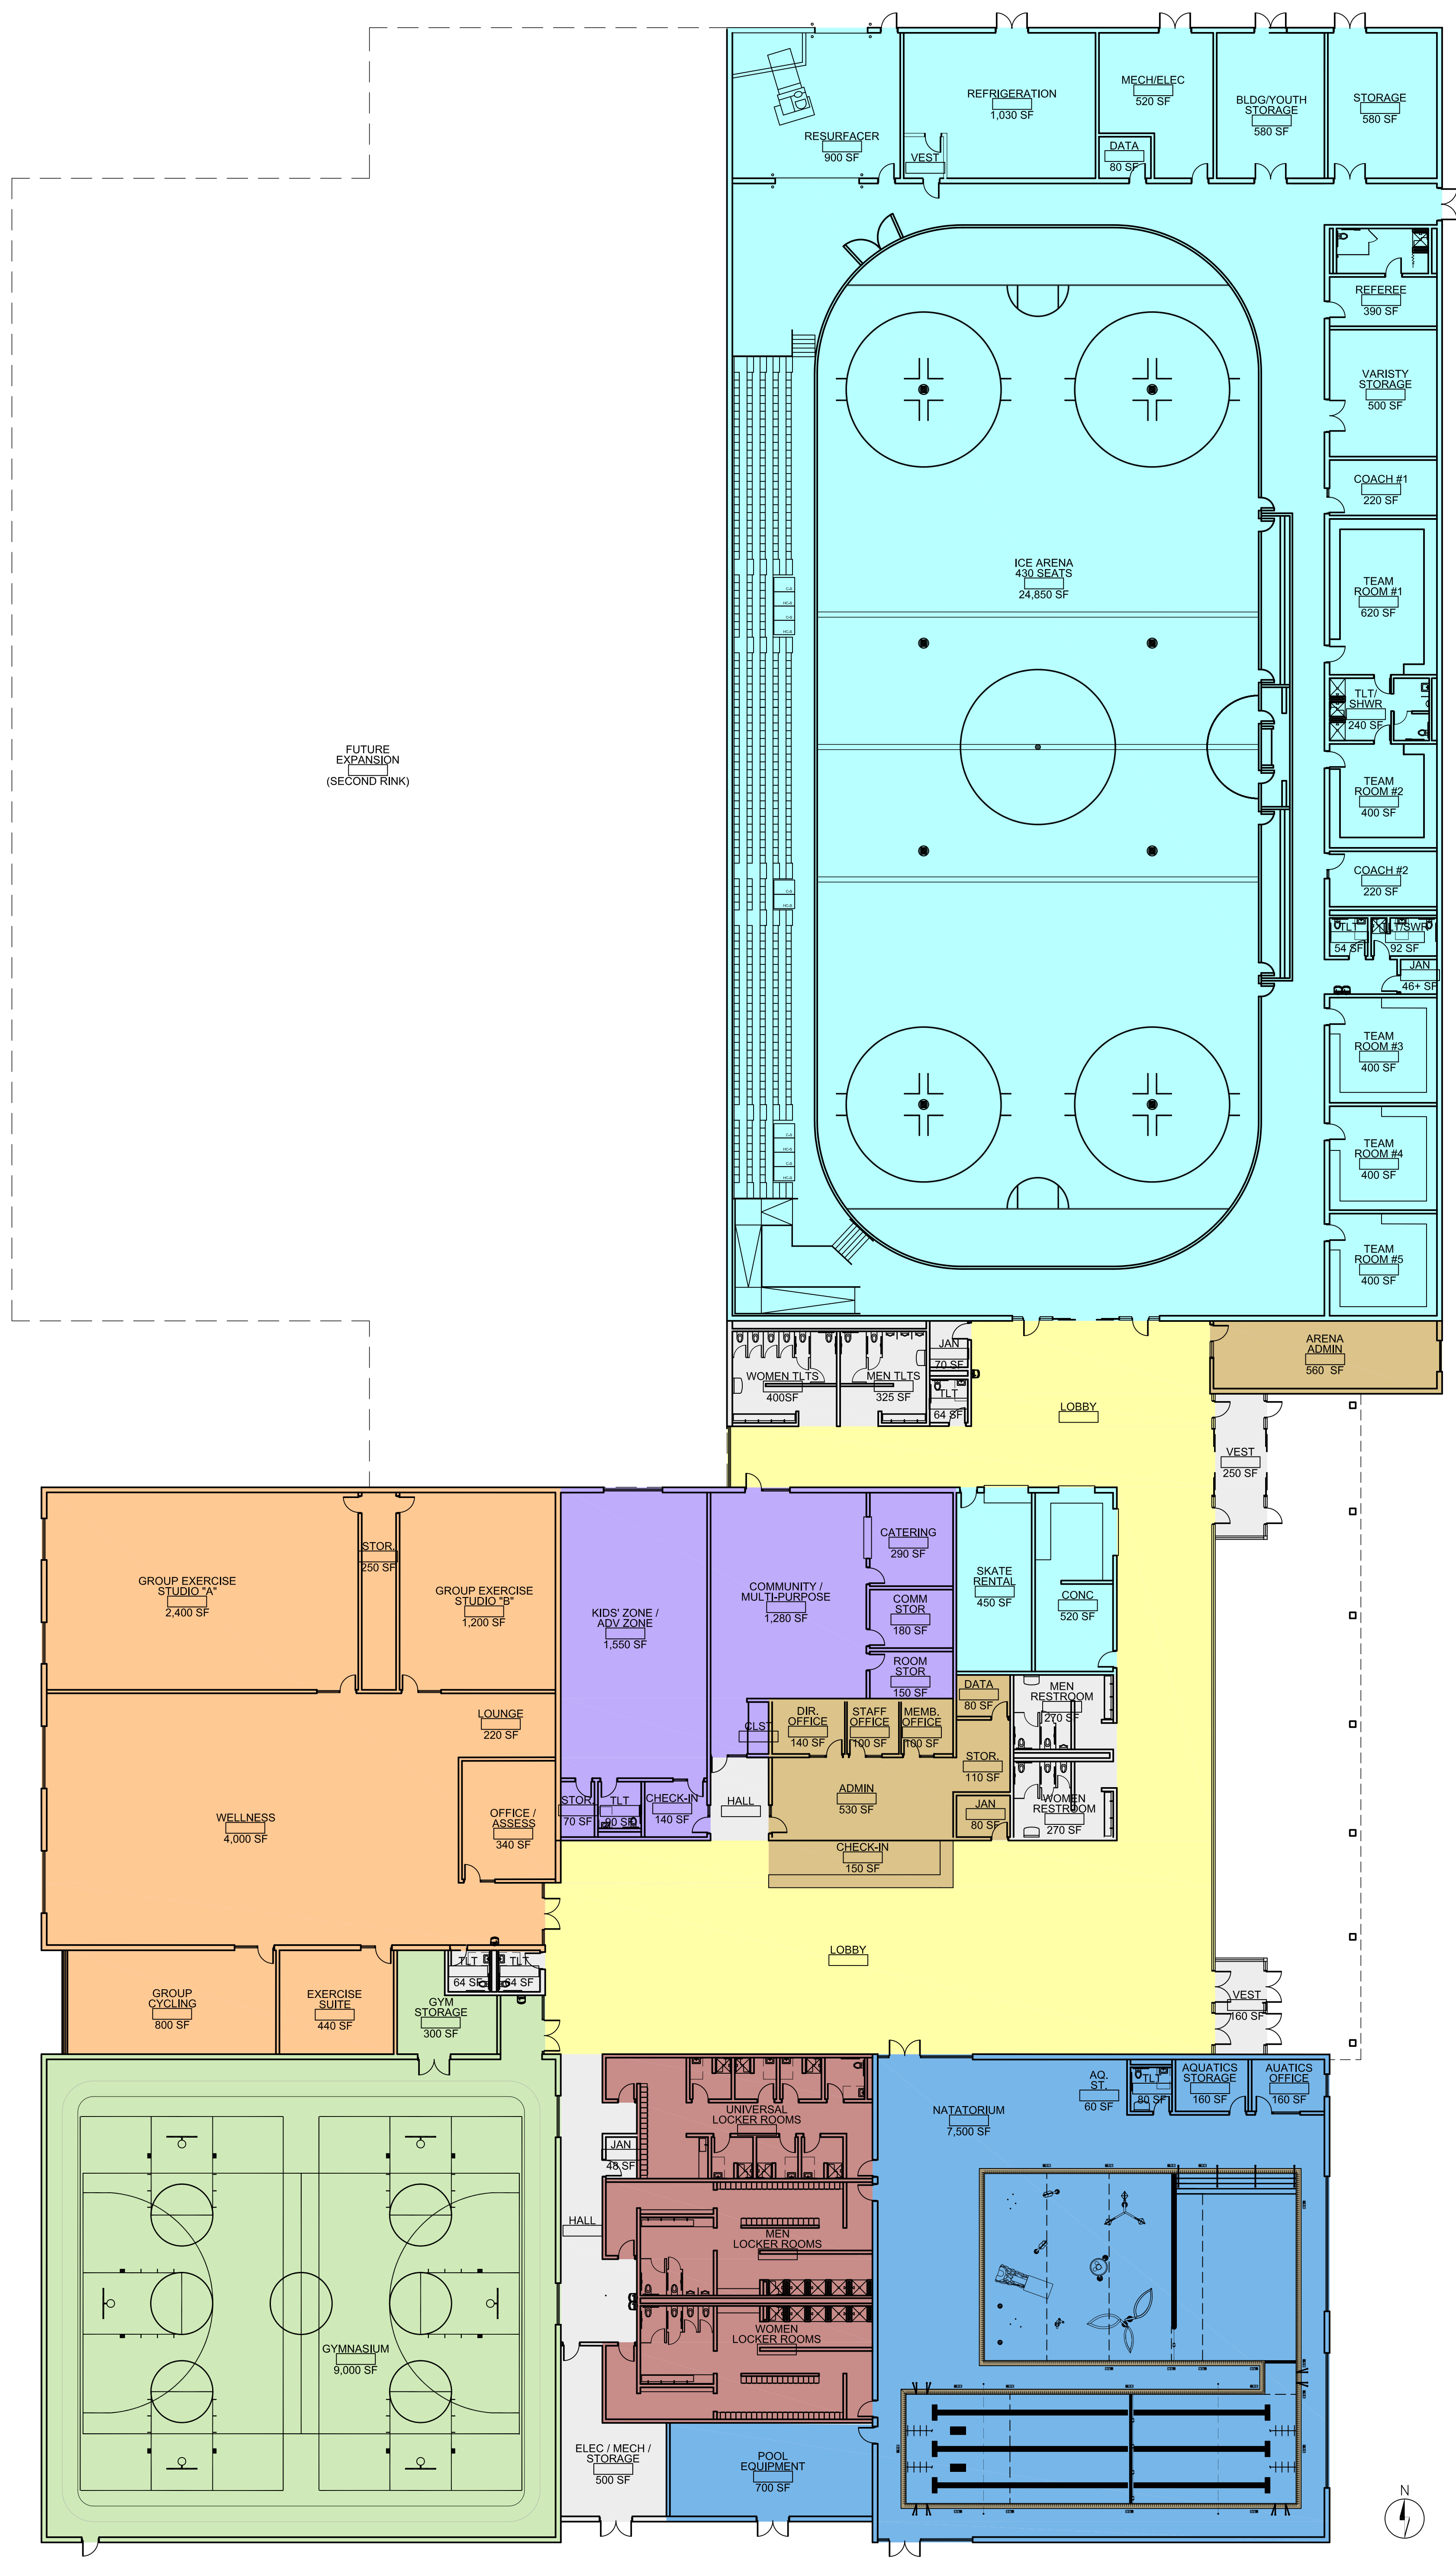 RESURFACER
900 SF
REFRIGERATION
1,030 SF
VEST
MECH/ELEC
520 SF
DATA
80 SF
BLDG/YOUTH
STORAGE
580 SF
STORAGE
580 SF
REFEREE
390 SF
VARISTY
STORAGE
500 SF
COACH #1
220 SF
ICE ARENA
430 SEATS
24,850 SF
TEAM
ROOM #1
620 SF
TLT/
SHWR
240 SF
FUTURE
EXPANSION
(SECOND RINK)
TEAM
ROOM #2
400 SF
COACH #2
220 SF
TLT
54 SF
TLT/SWR
92 SF
JAN
46+ SF
TEAM
ROOM #3
400 SF
TEAM
ROOM #4
400 SF
TEAM
ROOM #5
400 SF
WOMEN TLTS
400SF
MEN TLTS
325 SF
JAN
70 SF
TLT
64 SF
ARENA
ADMIN
560 SF
LOBBY
VEST
250 SF
GROUP EXERCISE
STUDIO "A"
2,400 SF
STOR.
250 SF
GROUP EXERCISE
STUDIO "B"
1,200 SF
KIDS' ZONE /
ADV ZONE
1,550 SF
COMMUNITY /
MULTI-PURPOSE
1,280 SF
CATERING
290 SF
COMM
STOR
180 SF
ROOM
STOR
150 SF
SKATE
RENTAL
450 SF
CONC.
520 SF
LOUNGE
220 SF
CLST
DIR.
OFFICE
140 SF
STAFF
OFFICE
100 SF
MEMB.
OFFICE
100 SF
DATA
80 SF
MEN
RESTROOM
270 SF
STOR.
110 SF
WELLNESS
4,000 SF
OFFICE /
ASSESS
340 SF
STOR.
70 SF
TLT
90 SF
CHECK-IN
140 SF
HALL
ADMIN
530 SF
JAN
80 SF
WOMEN
RESTROOM
270 SF
CHECK-IN
150 SF
LOBBY
GROUP
CYCLING
800 SF
EXERCISE
SUITE
440 SF
GYM
STORAGE
300 SF
TLT
64 SF
TLT
64 SF
VEST
160 SF
UNIVERSAL
LOCKER ROOMS
JAN
48 SF
NATATORIUM
7,500 SF
AQ.
ST.
60 SF
TLT
80 SF
AQUATICS
STORAGE
160 SF
AUATICS
OFFICE
160 SF
HALL
MEN
LOCKER ROOMS
WOMEN
LOCKER ROOMS
GYMNASIUM
9,000 SF
ELEC / MECH /
STORAGE
500 SF
POOL
EQUIPMENT
700 SF
N